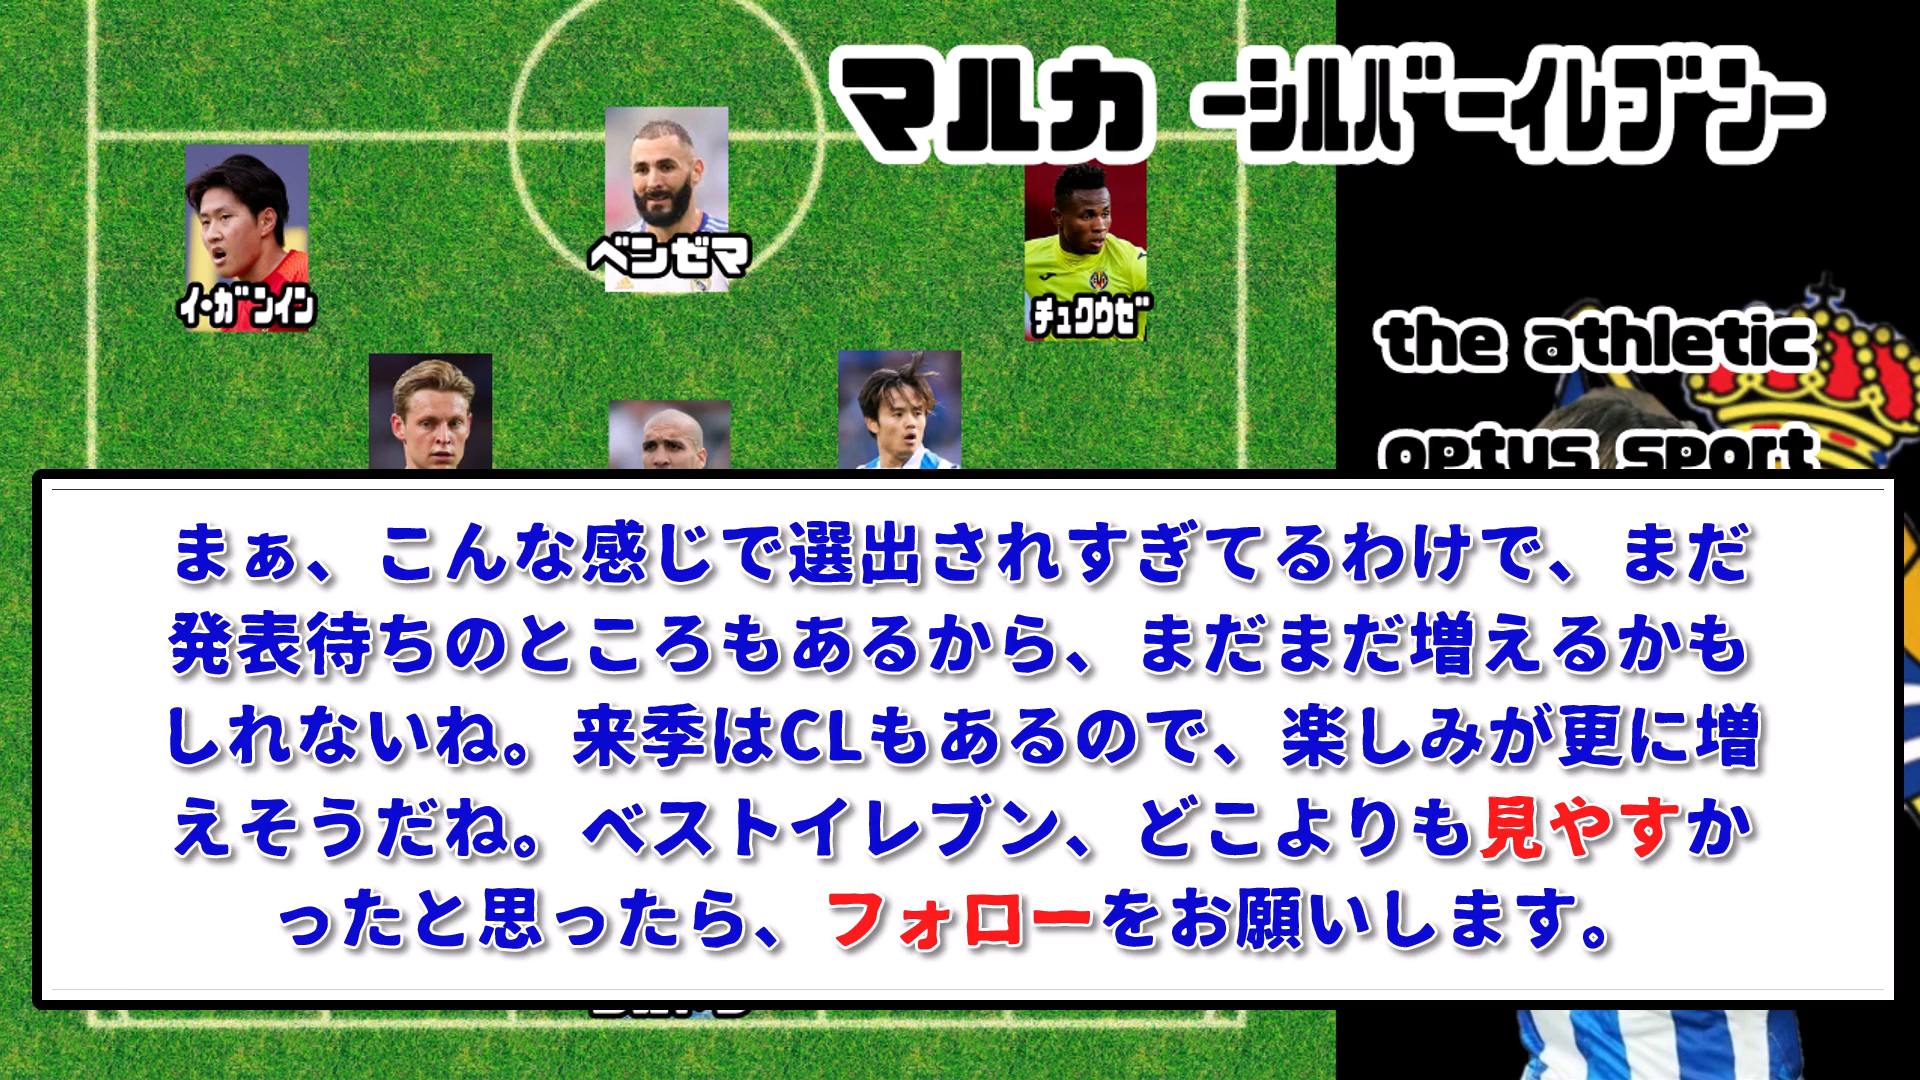 マルカ ーシルバーイレブンー
ベンゼマ
イ・ガンイン
チュクウゼ
the athletic
optus sport
まぁ、こんな感じで選出されすぎてるわけで、まだ
発表待ちのところもあるから、まだまだ増えるかも
しれないね。来季はCLもあるので、楽しみが更に増
えそうだね。ベストイレブン、どこよりも見やすか
ったと思ったら、フォローをお願いします。